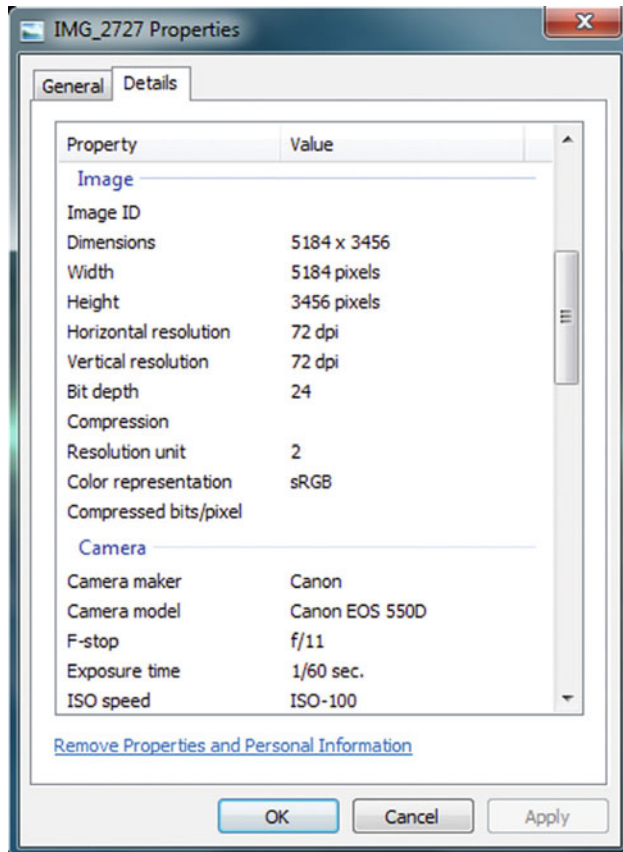 IMG_2727 Properties
General Details
Property Value
Image
Image ID
Dimensions 5184 x 3456
Width 5184 pixels
Height 3456 pixels
Horizontal resolution 72 dpi
Vertical resolution 72 dpi
Bit depth 24
Compression
Resolution unit 2
Color representation sRGB
Compressed bits/pixel
Camera
Camera maker Canon
Camera model Canon EOS 550D
F-stop f/11
Exposure time 1/60 sec.
ISO speed ISO-100
Remove Properties and Personal Information
OK Cancel Apply